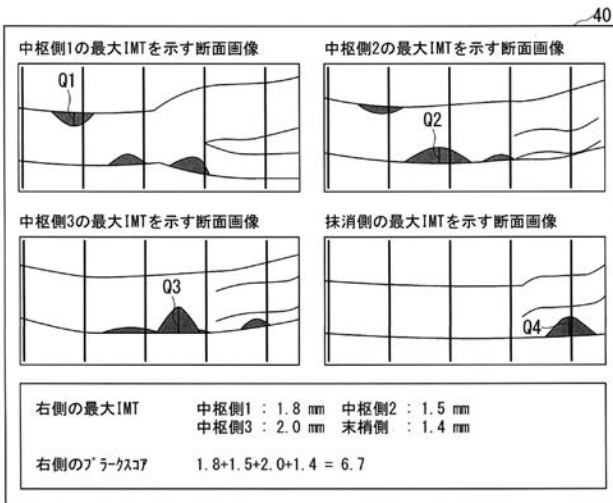 40
中枢側1の最大IMTを示す断面画像
中枢側2の最大IMTを示す断面画像
Q1
Q2
中枢側3の最大IMTを示す断面画像
抹消側の最大IMTを示す断面画像
Q3
Q4
右側の最大IMT 中枢側1 : 1.8 mm 中枢側2 : 1.5 mm
中枢側3 : 2.0 mm 末梢側 : 1.4 mm
右側のプラークスコア 1.8+1.5+2.0+1.4 = 6.7